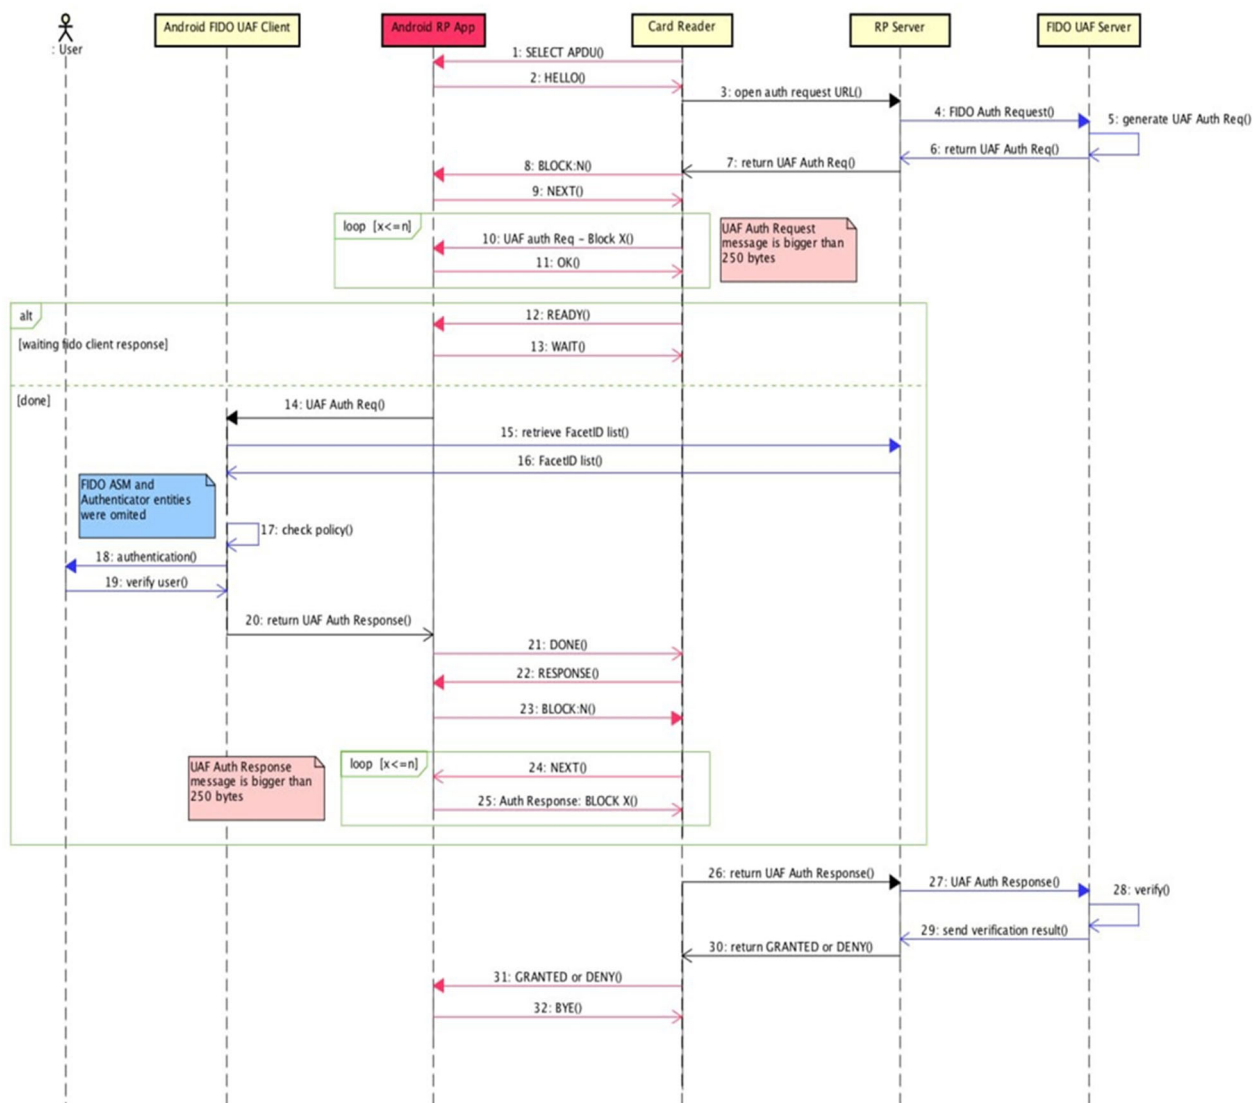 : User
Android FIDO UAF Client
Android RP App
Card Reader
RP Server
FIDO UAF Server
1: SELECT APDU()
2: HELLO()
3: open auth request URL()
4: FIDO Auth Request()
5: generate UAF Auth Req()
6: return UAF Auth Req()
7: return UAF Auth Req()
8: BLOCK:N()
9: NEXT()
loop [x<=n]
10: UAF auth Req - Block X()
11: OK()
UAF Auth Request
message is bigger than
250 bytes
alt
12: READY()
[waiting fido client response]
13: WAIT()
[done]
14: UAF Auth Req()
15: retrieve FacetID list()
16: FacetID list()
FIDO ASM and
Authenticator entities
were omited
17: check policy()
18: authentication()
19: verify user()
20: return UAF Auth Response()
21: DONE()
22: RESPONSE()
23: BLOCK:N()
UAF Auth Response
message is bigger than
250 bytes
loop [x<=n]
24: NEXT()
25: Auth Response: BLOCK X()
26: return UAF Auth Response()
27: UAF Auth Response()
28: verify()
29: send verification result()
30: return GRANTED or DENY()
31: GRANTED or DENY()
32: BYE()